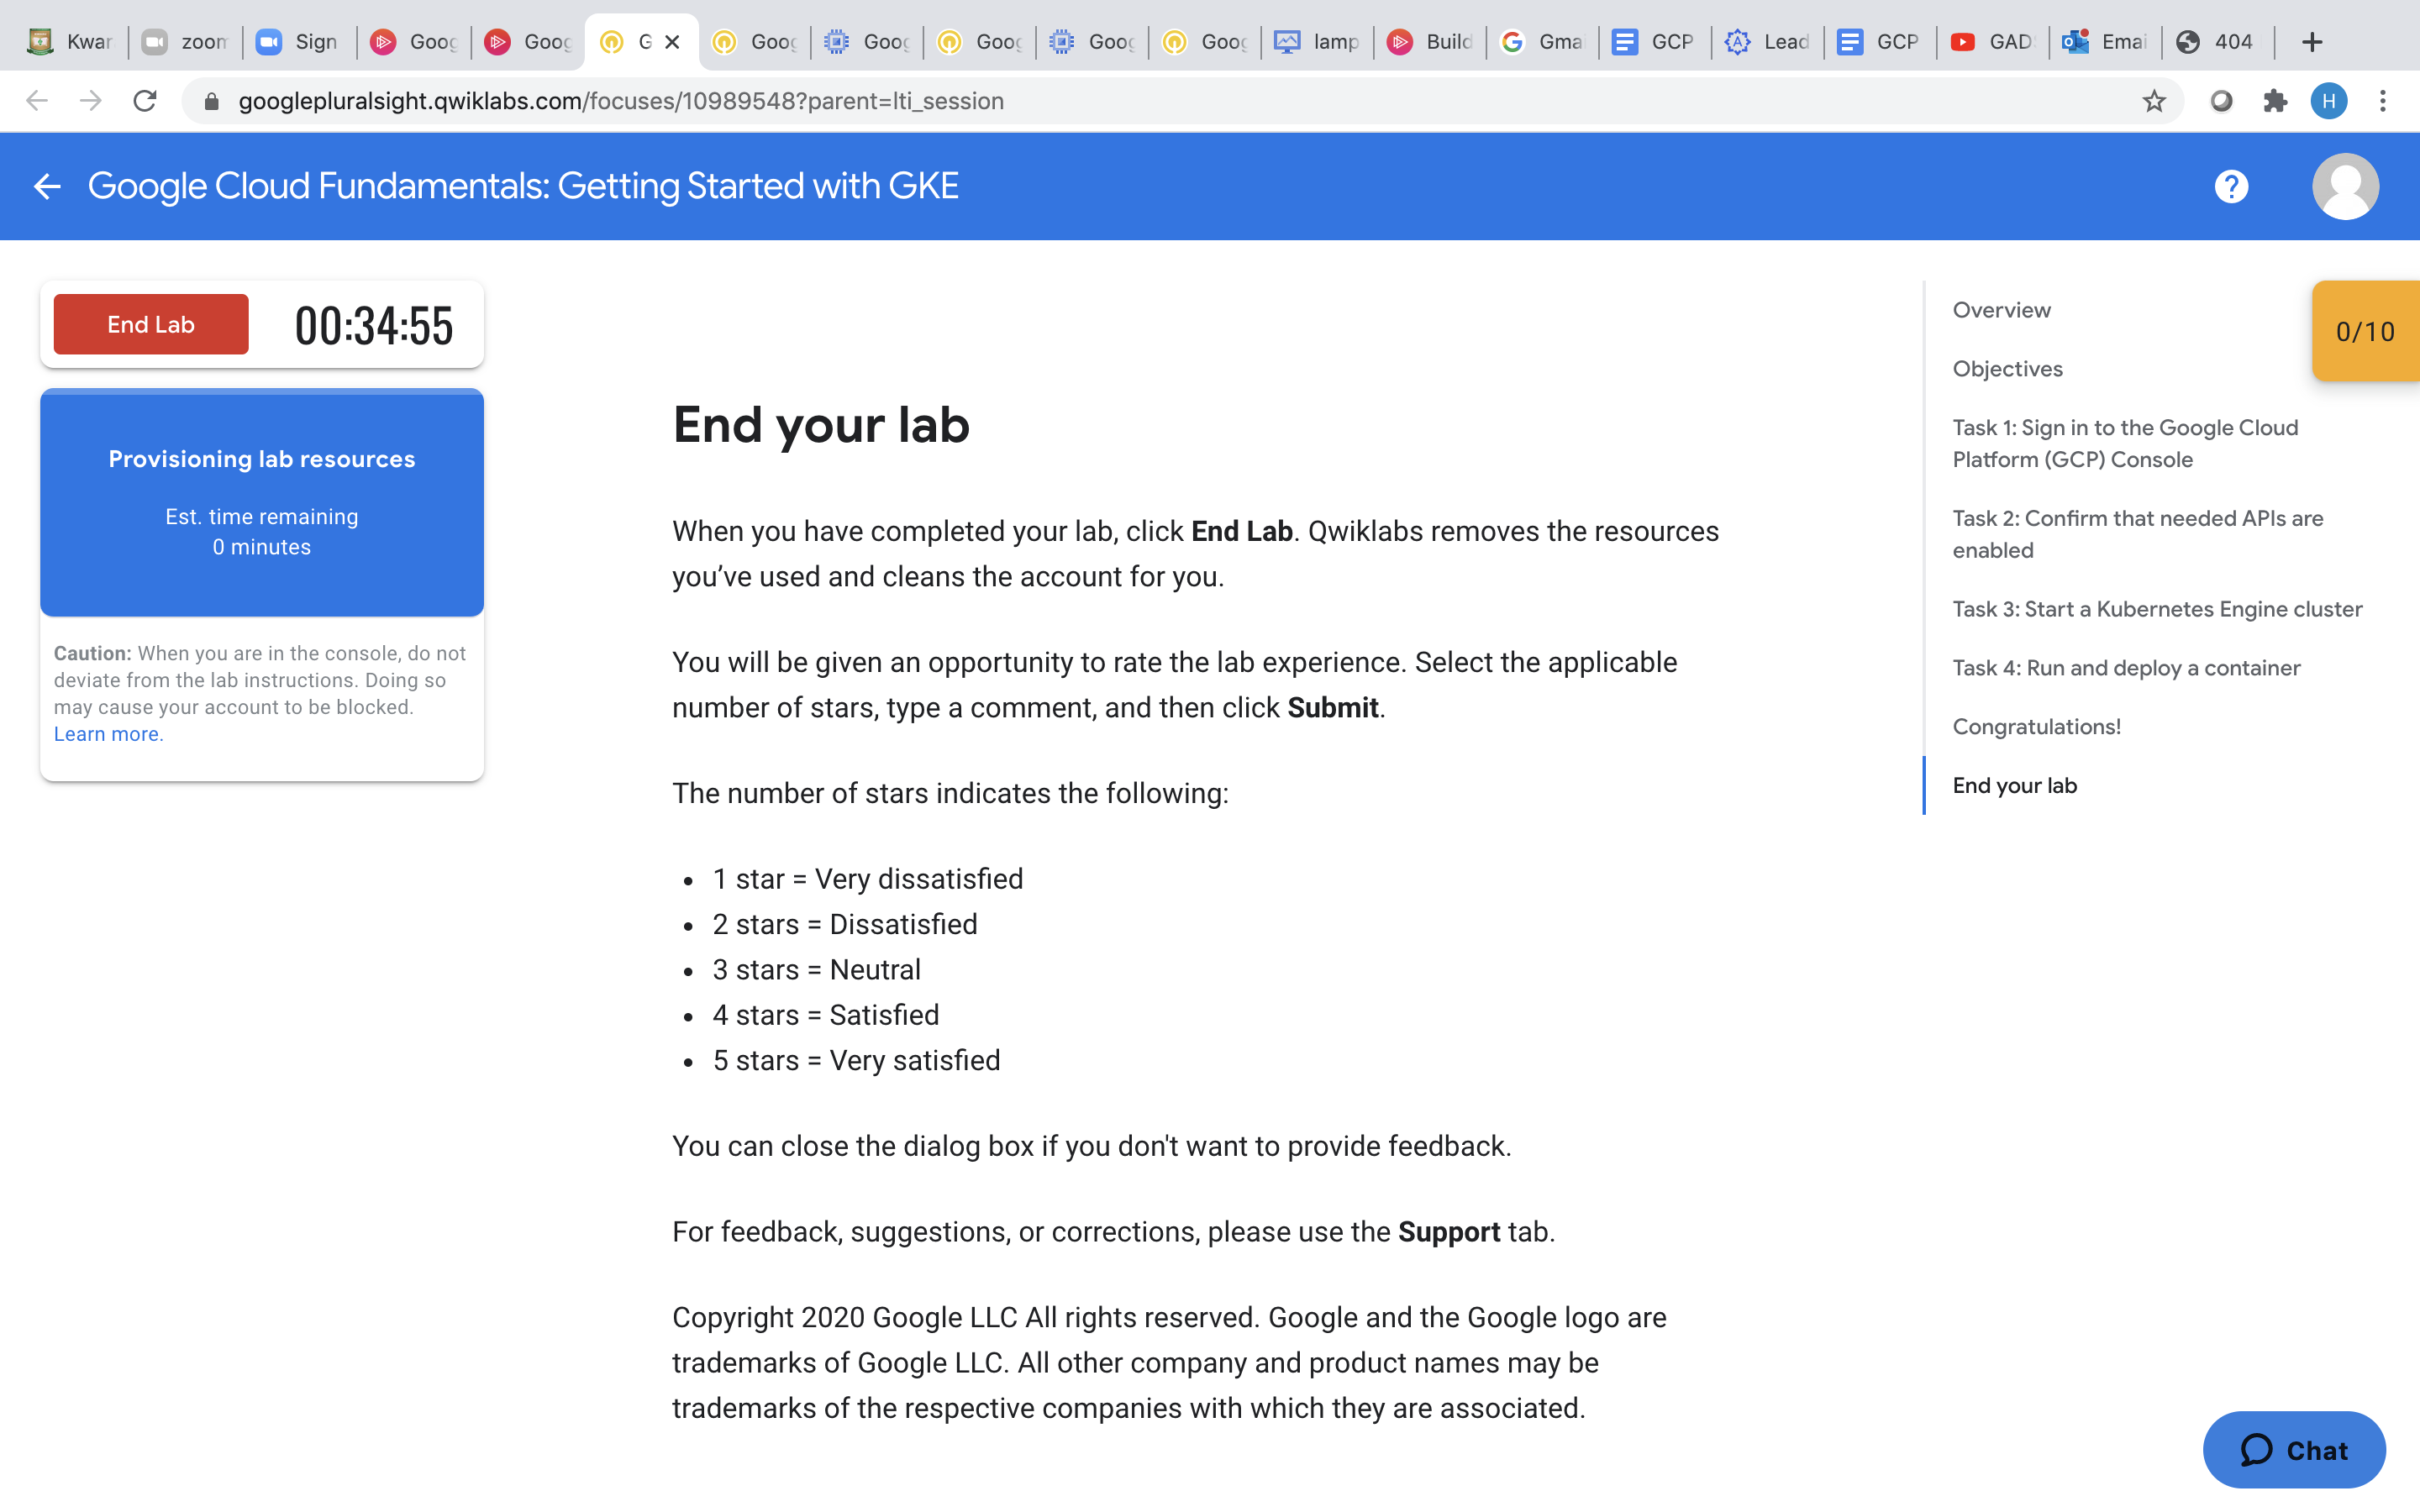 Kwar
zoom
Sign
Goog
Goog
G
Goog
Goog
Goog
Goog
Goog
lamp
Build
Gmai
GCP
Lead
GCP
GAD
Emai
404
googlepluralsight.qwiklabs.com/focuses/10989548?parent=lti_session
H
Google Cloud Fundamentals: Getting Started with GKE
?
End Lab
00:34:55
Provisioning lab resources
Est. time remaining
0 minutes
Caution: When you are in the console, do not
deviate from the lab instructions. Doing so
may cause your account to be blocked.
Learn more.
End your lab
When you have completed your lab, click End Lab. Qwiklabs removes the resources
you’ve used and cleans the account for you.
You will be given an opportunity to rate the lab experience. Select the applicable
number of stars, type a comment, and then click Submit.
The number of stars indicates the following:
• 1 star = Very dissatisfied
• 2 stars = Dissatisfied
• 3 stars = Neutral
• 4 stars = Satisfied
• 5 stars = Very satisfied
You can close the dialog box if you don't want to provide feedback.
For feedback, suggestions, or corrections, please use the Support tab.
Copyright 2020 Google LLC All rights reserved. Google and the Google logo are
trademarks of Google LLC. All other company and product names may be
trademarks of the respective companies with which they are associated.
Overview
Objectives
Task 1: Sign in to the Google Cloud
Platform (GCP) Console
Task 2: Confirm that needed APIs are
enabled
Task 3: Start a Kubernetes Engine cluster
Task 4: Run and deploy a container
Congratulations!
End your lab
0/10
Chat